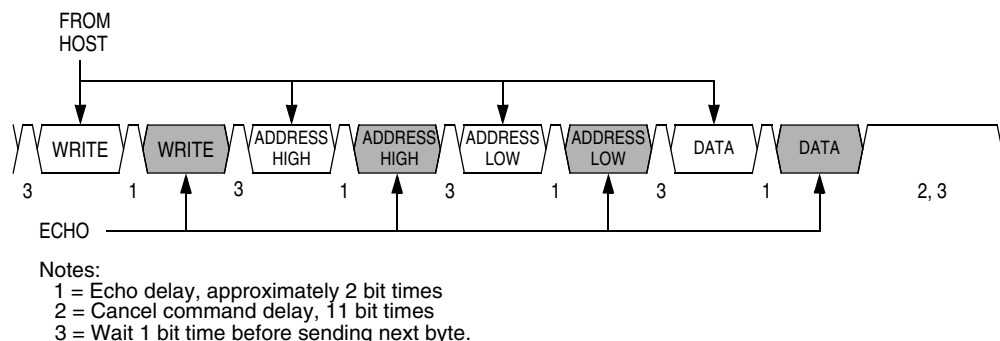 FROM
HOST
WRITE WRITE ADDRESS HIGH ADDRESS HIGH ADDRESS LOW ADDRESS LOW DATA DATA
3 1 3 1 3 1 3 1 2, 3
ECHO
Notes:
1 = Echo delay, approximately 2 bit times
2 = Cancel command delay, 11 bit times
3 = Wait 1 bit time before sending next byte.